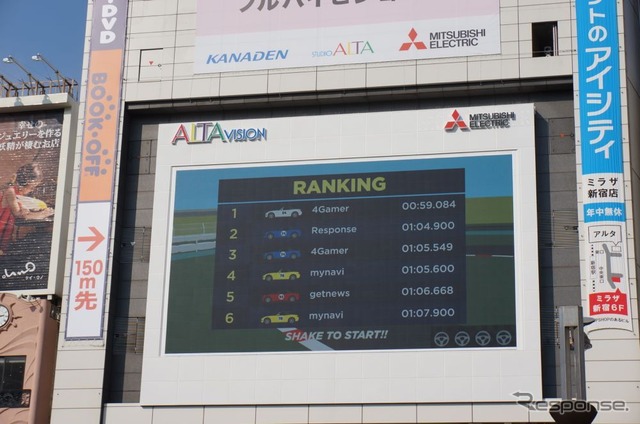 DVD
BOOK・OFF
→
150m
先
KANADEN
STUDIO ALTA
MITSUBISHI
ELECTRIC
ALTA VISION
MITSUBISHI
ELECTRIC
RANKING
1 4Gamer 00:59.084
2 Response 01:04.900
3 4Gamer 01:05.549
4 mynavi 01:05.600
5 getnews 01:06.668
6 mynavi 01:07.900
SHAKE TO START!!
トのアイシティ
ミラザ
新宿店
年中無休
アルタ
ミラザ
新宿6F
Response.